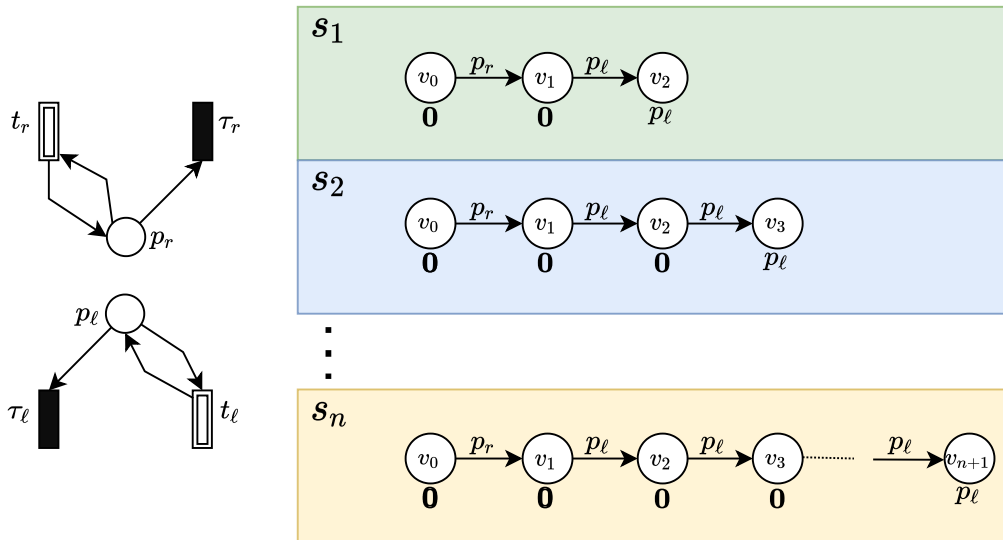 t_r τ_r
p_r
p_ℓ
τ_ℓ t_ℓ
s_1
v_0 p_r v_1 p_ℓ v_2
0 0 p_ℓ
s_2
v_0 p_r v_1 p_ℓ v_2 p_ℓ v_3
0 0 0 p_ℓ
⋮
s_n
v_0 p_r v_1 p_ℓ v_2 p_ℓ v_3 p_ℓ v_{n+1}
0 0 0 0 p_ℓ